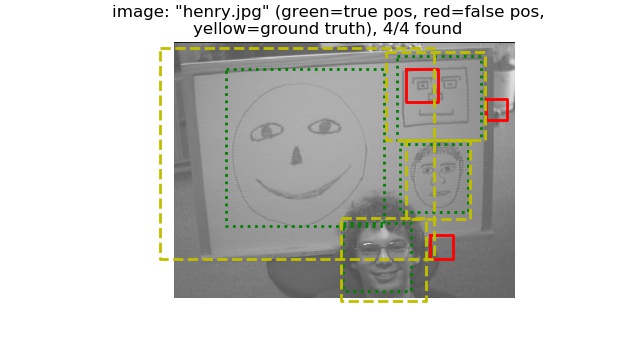 image: "henry.jpg" (green=true pos, red=false pos,
yellow=ground truth), 4/4 found